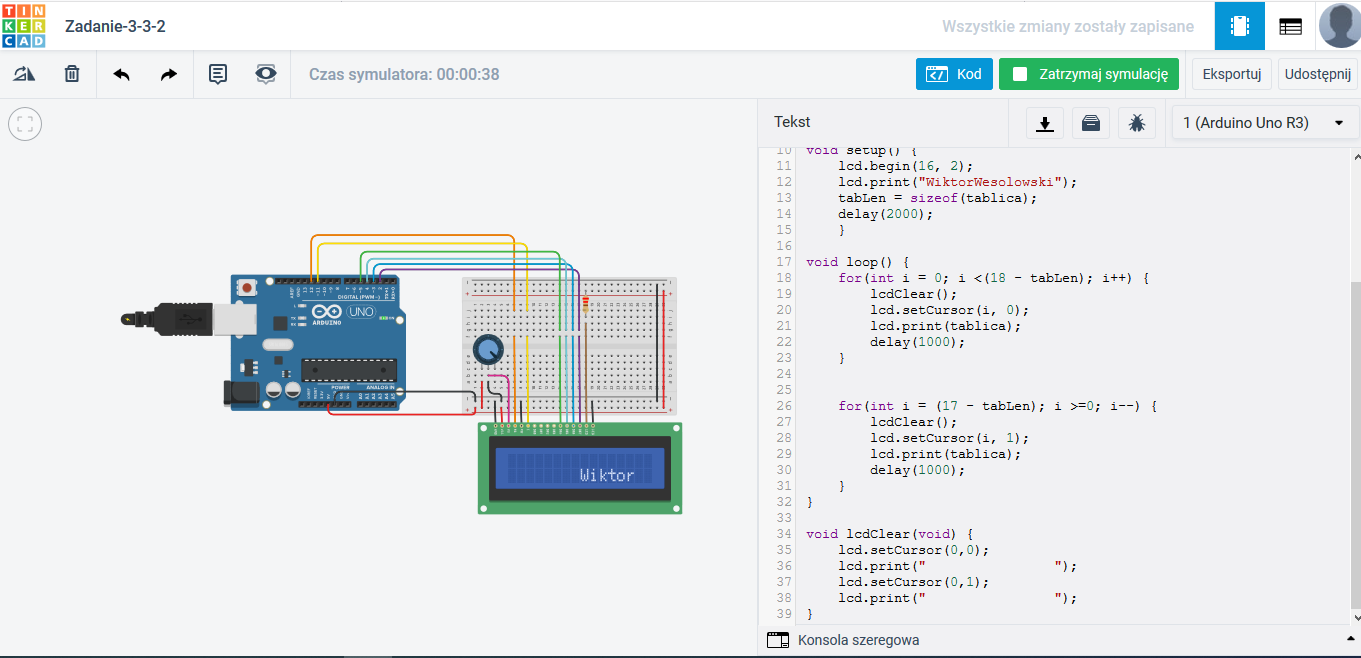 TINKERCAD
Zadanie-3-3-2
Wszystkie zmiany zostały zapisane
Czas symulatora: 00:00:38
Kod
Zatrzymaj symulację
Eksportuj
Udostępnij
Tekst
1 (Arduino Uno R3)
10 void setup() {
11 lcd.begin(16, 2);
12 lcd.print("WiktorWesolowski");
13 tabLen = sizeof(tablica);
14 delay(2000);
15 }
16
17 void loop() {
18 for(int i = 0; i <(18 - tabLen); i++) {
19 lcdClear();
20 lcd.setCursor(i, 0);
21 lcd.print(tablica);
22 delay(1000);
23 }
24
25
26 for(int i = (17 - tabLen); i >=0; i--) {
27 lcdClear();
28 lcd.setCursor(i, 1);
29 lcd.print(tablica);
30 delay(1000);
31 }
32 }
33
34 void lcdClear(void) {
35 lcd.setCursor(0,0);
36 lcd.print("                ");
37 lcd.setCursor(0,1);
38 lcd.print("                ");
39 }
Konsola szeregowa
DIGITAL (PWM ~)
UNO
ARDUINO
POWER
ANALOG IN
Wiktor